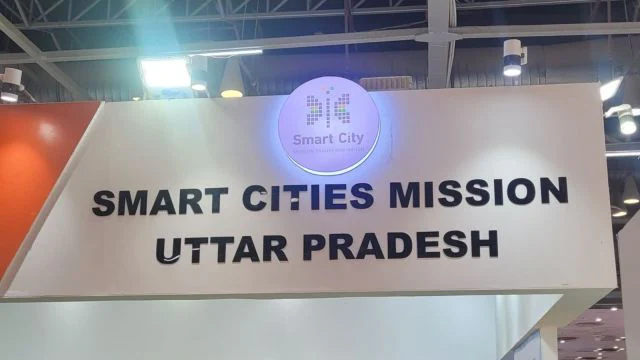 Smart City
SMART CITIES MISSION
UTTAR PRADESH